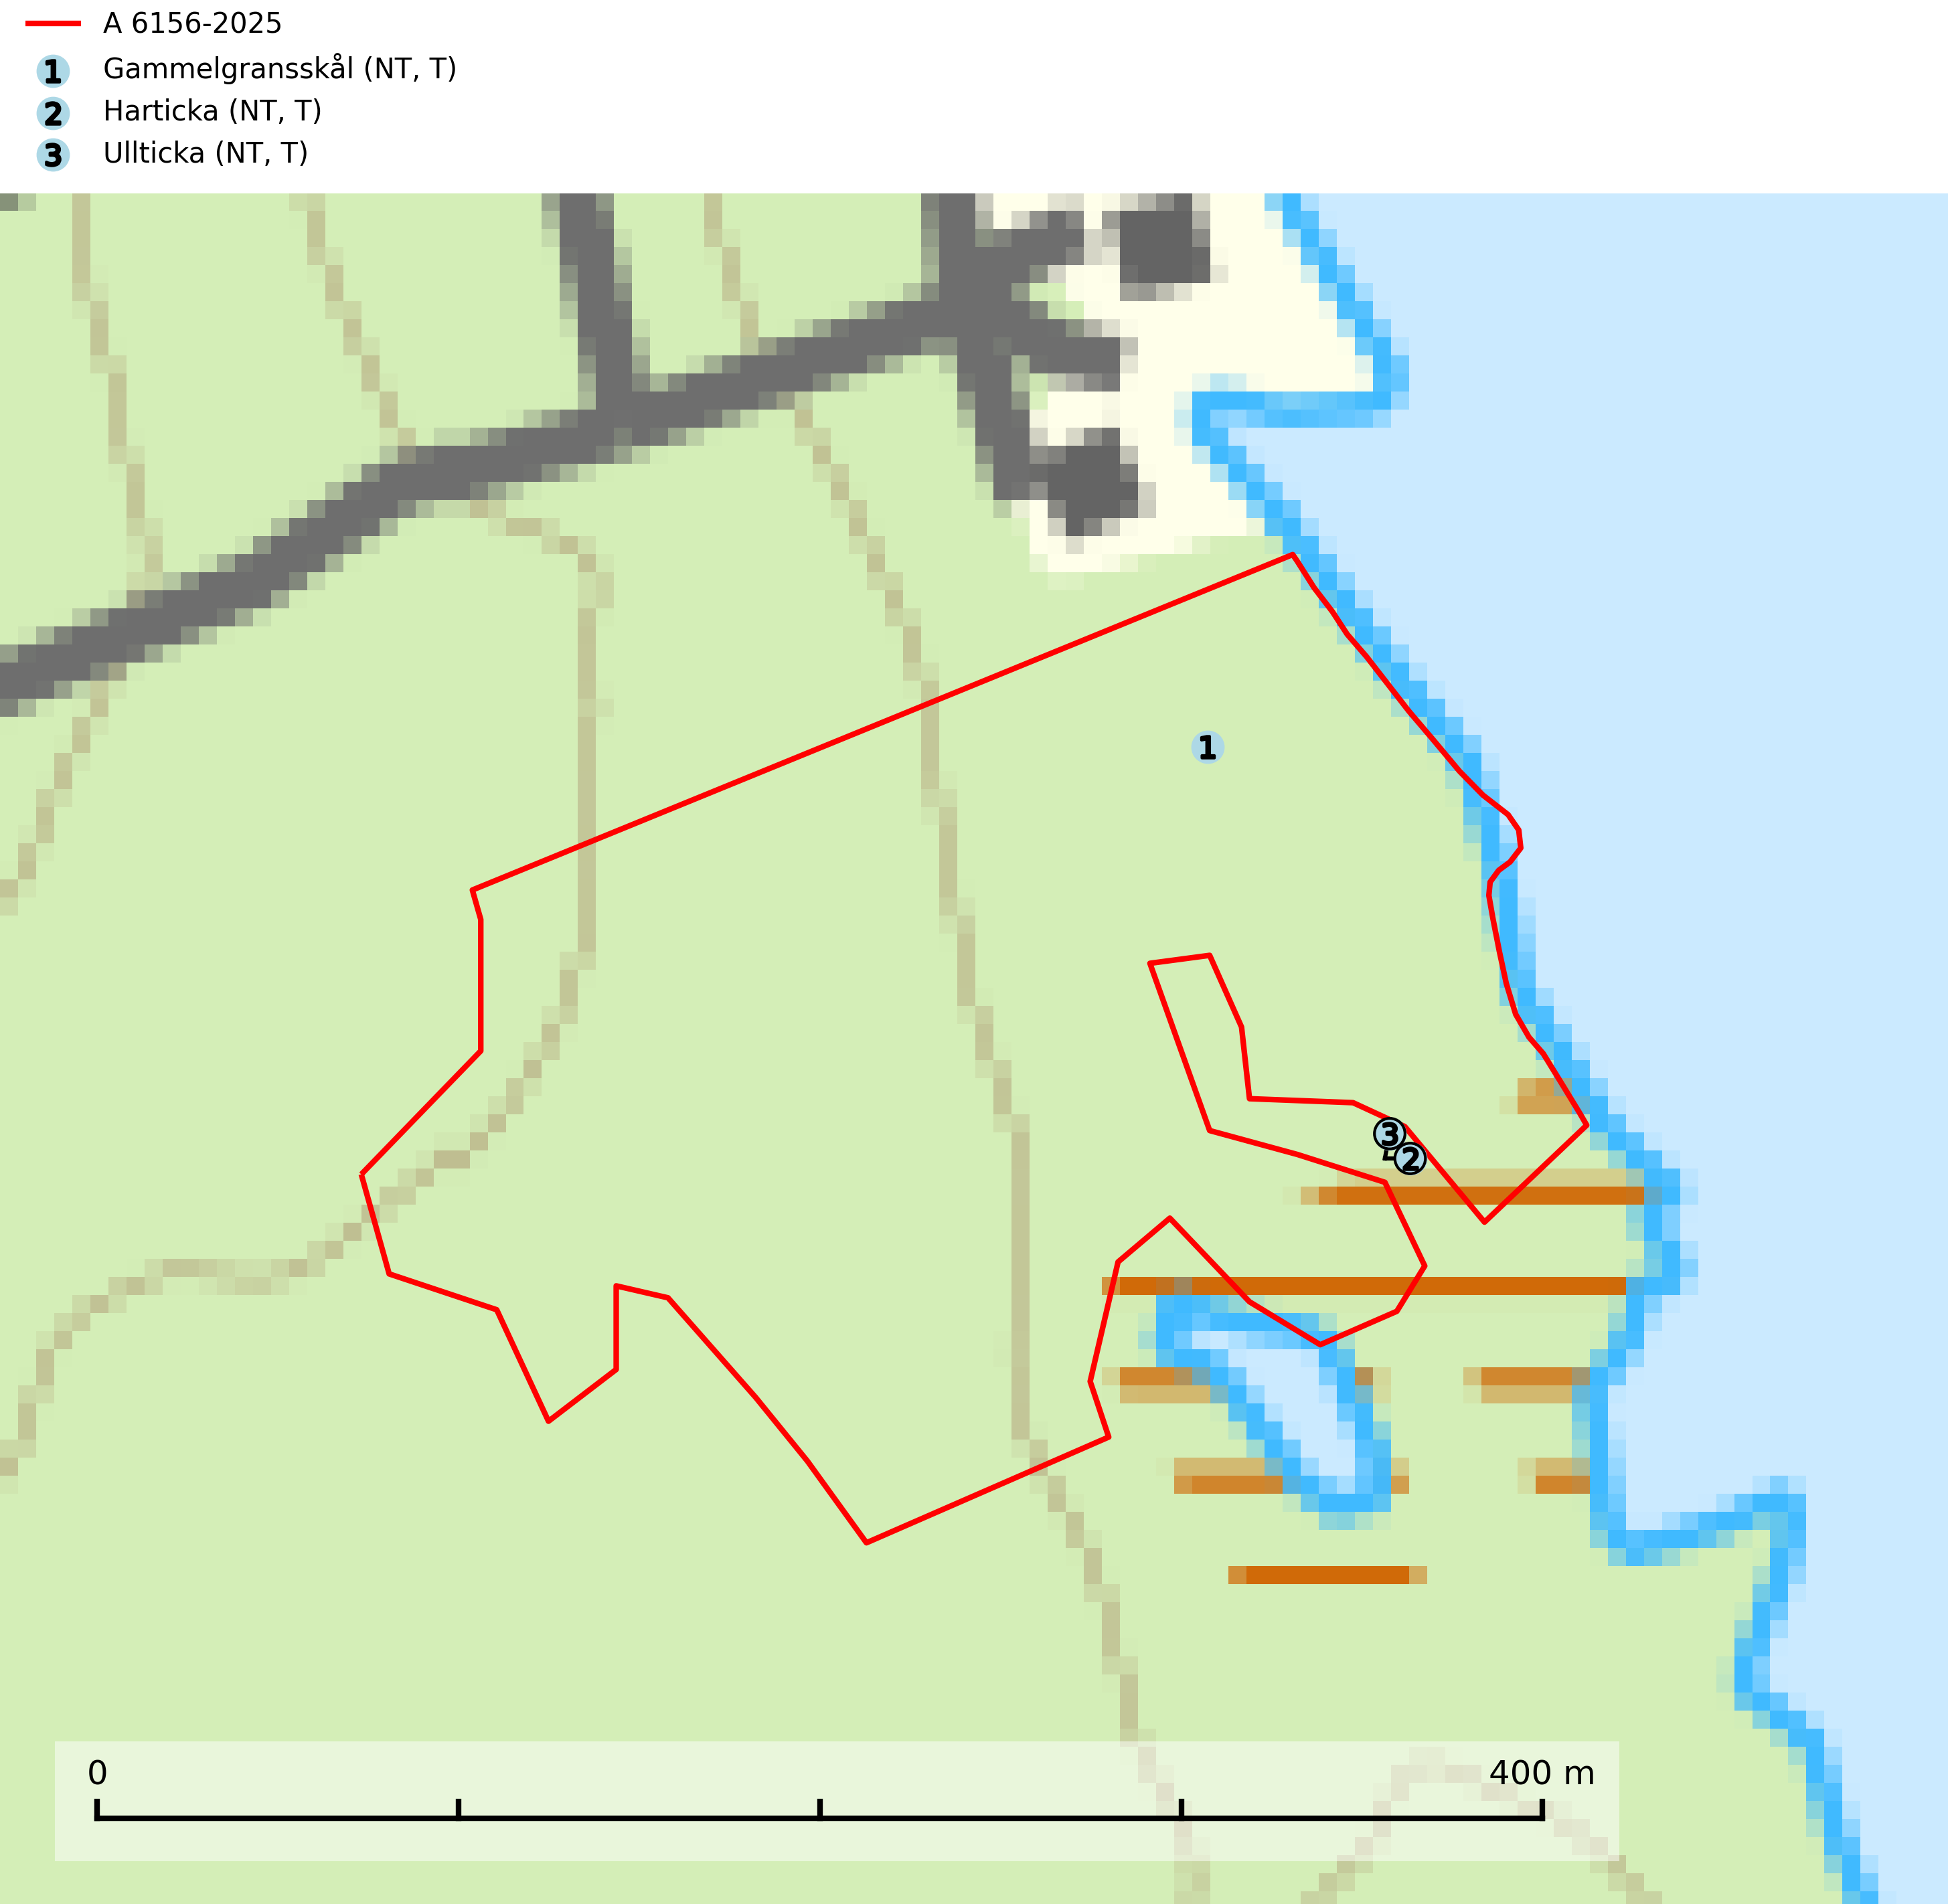 A 6156-2025
1 Gammelgransskål (NT, T)
2 Harticka (NT, T)
3 Ullticka (NT, T)
1
3
2
0 400 m